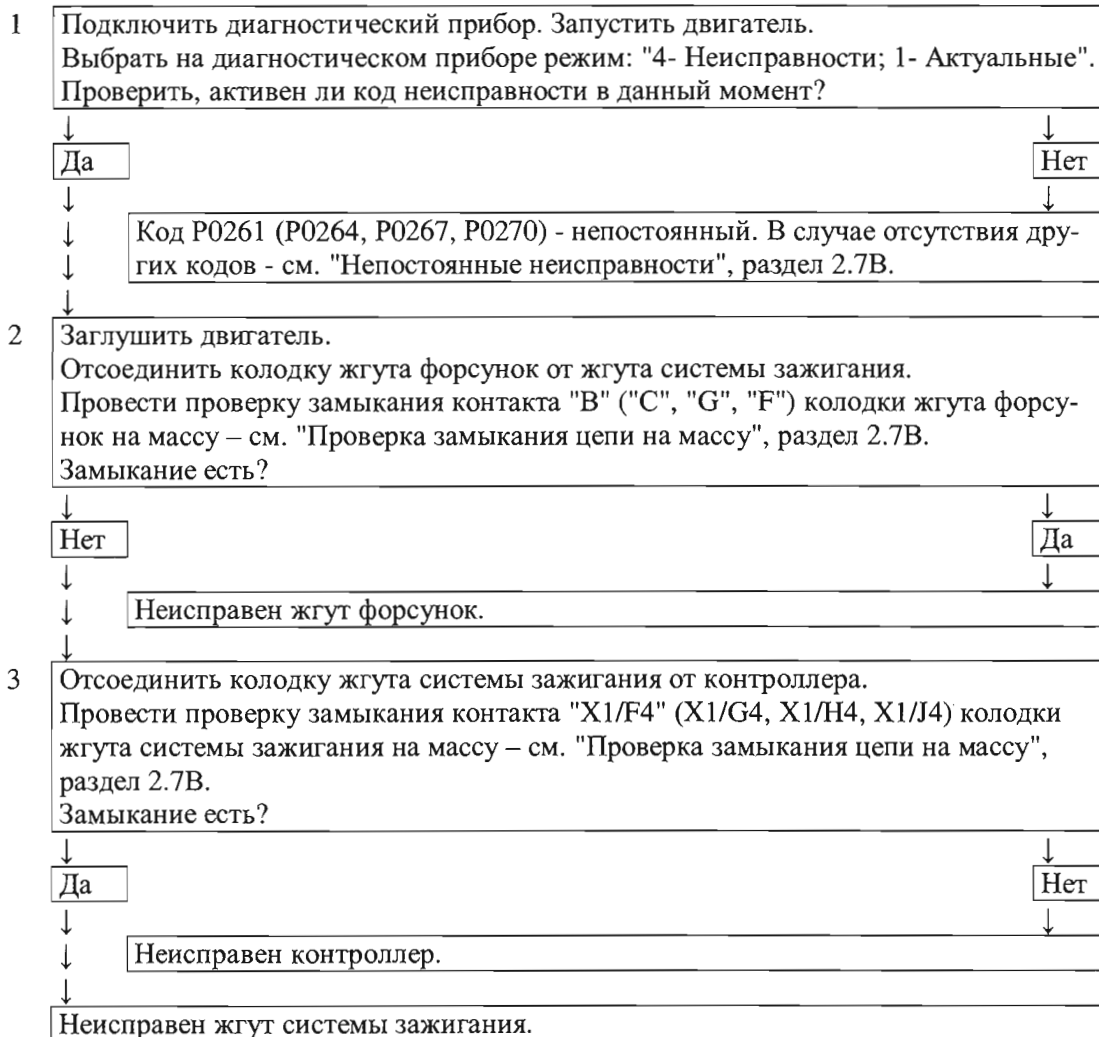 1 Подключить диагностический прибор. Запустить двигатель.
Выбрать на диагностическом приборе режим: "4- Неисправности; 1- Актуальные".
Проверить, активен ли код неисправности в данный момент?
↓ ↓
Да Нет
↓ ↓
↓ Код P0261 (P0264, P0267, P0270) - непостоянный. В случае отсутствия дру-
↓ гих кодов - см. "Непостоянные неисправности", раздел 2.7В.
↓
2 Заглушить двигатель.
Отсоединить колодку жгута форсунок от жгута системы зажигания.
Провести проверку замыкания контакта "B" ("C", "G", "F") колодки жгута форсу-
нок на массу – см. "Проверка замыкания цепи на массу", раздел 2.7В.
Замыкание есть?
↓ ↓
Нет Да
↓ ↓
↓ Неисправен жгут форсунок.
↓
3 Отсоединить колодку жгута системы зажигания от контроллера.
Провести проверку замыкания контакта "X1/F4" (X1/G4, X1/H4, X1/J4) колодки
жгута системы зажигания на массу – см. "Проверка замыкания цепи на массу",
раздел 2.7В.
Замыкание есть?
↓ ↓
Да Нет
↓ ↓
↓ Неисправен контроллер.
↓
Неисправен жгут системы зажигания.